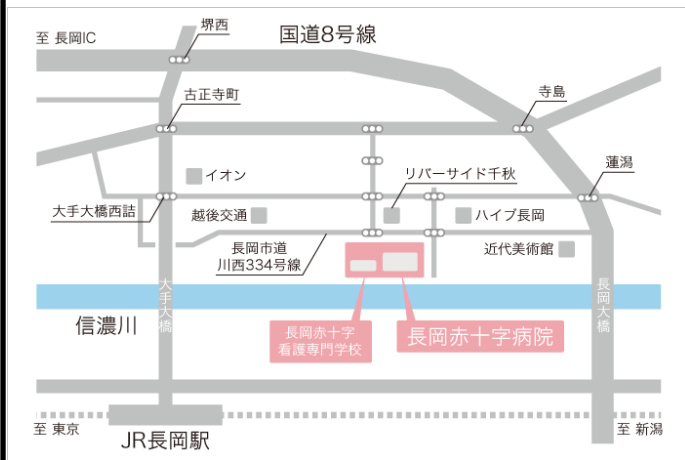 堺西
国道8号線
至 長岡IC
古正寺町
寺島
イオン
リバーサイド千秋
蓮潟
大手大橋西詰
越後交通
ハイブ長岡
長岡市道
川西334号線
近代美術館
大手大橋
長岡大橋
信濃川
長岡赤十字
看護専門学校
長岡赤十字病院
至 東京
JR長岡駅
至 新潟